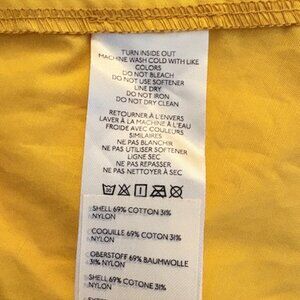 TURN INSIDE OUT
MACHINE WASH COLD WITH LIKE
COLORS
DO NOT BLEACH
DO NOT USE SOFTENER
LINE DRY
DO NOT IRON
DO NOT DRY CLEAN
RETOURNER À L'ENVERS
LAVER À LA MACHINE À L'EAU
FROIDE AVEC COULEURS
SIMILAIRES
NE PAS BLANCHIR
NE PAS UTILISER SOFTENER
LIGNE SEC
NE PAS REPASSER
NE PAS NETTOYER À SEC
SHELL 69% COTTON 31%
NYLON
COQUILLE 69% COTONE 31%
NYLON
OBERSTOFF 69% BAUMWOLLE
31% NYLON
SHELL 69% COTONE 31%
NYLON